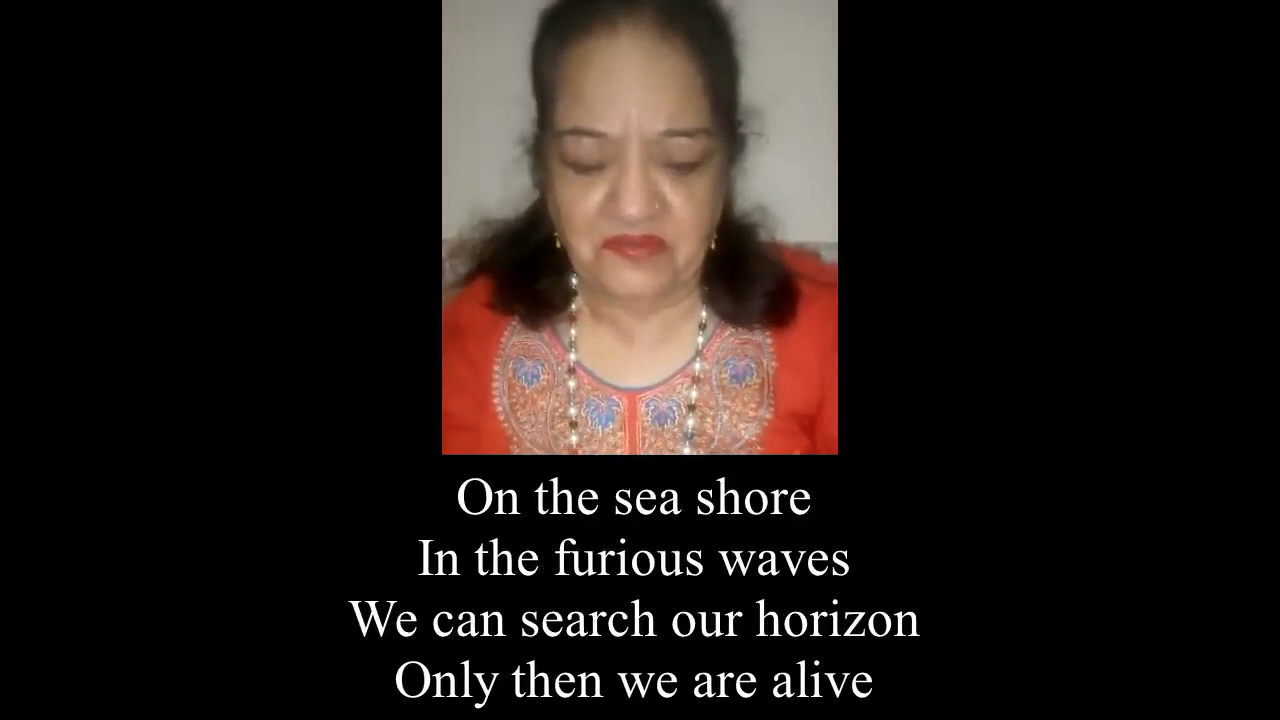 On the sea shore
In the furious waves
We can search our horizon
Only then we are alive